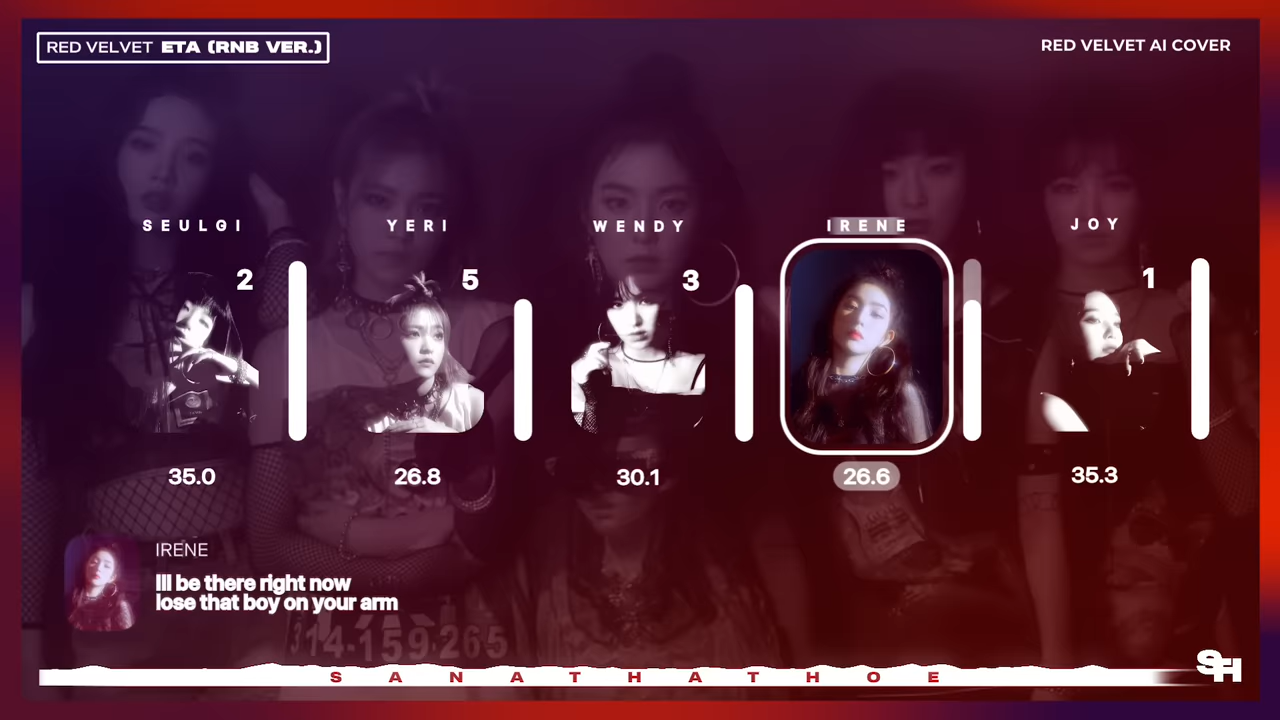 RED VELVET ETA (RNB VER.)
RED VELVET AI COVER
SEULGI
YERI
WENDY
IRENE
JOY
2
5
3
1
35.0
26.8
30.1
26.6
35.3
IRENE
Ill be there right now
lose that boy on your arm
314-159-265
SANATHATHOE
SH